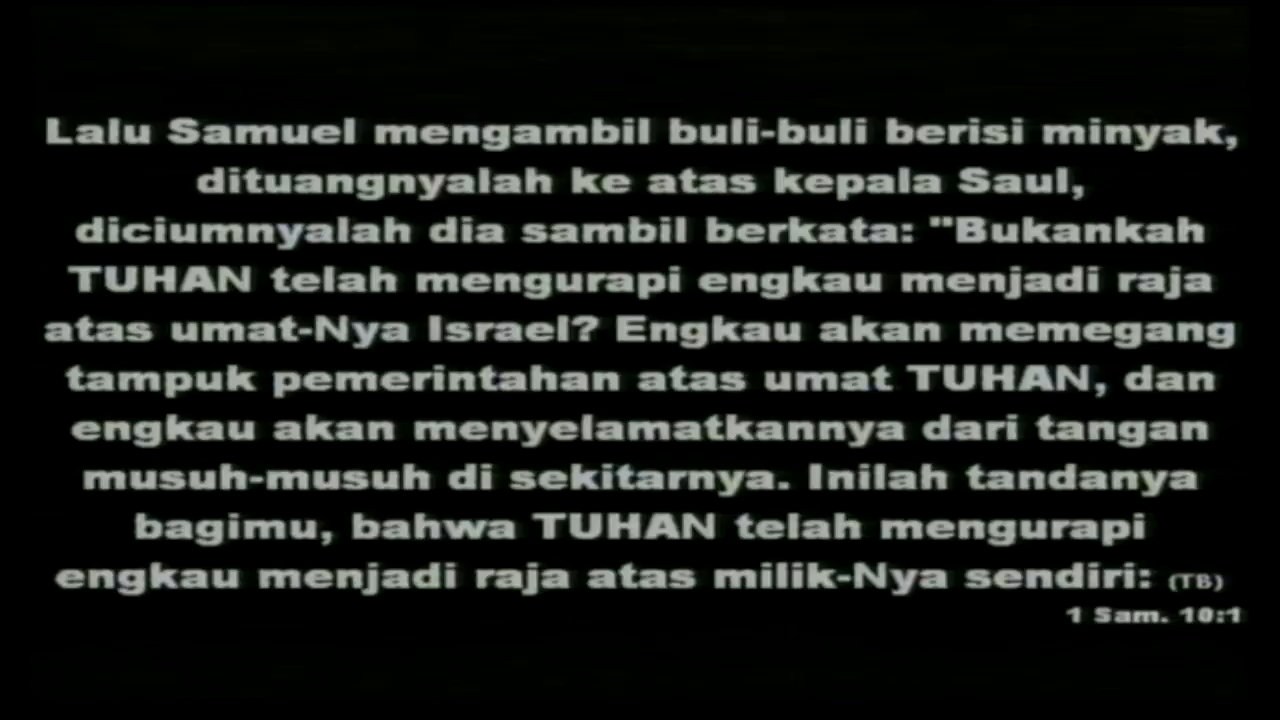 Lalu Samuel mengambil buli-buli berisi minyak,
dituangnyalah ke atas kepala Saul,
diciumnyalah dia sambil berkata: "Bukankah
TUHAN telah mengurapi engkau menjadi raja
atas umat-Nya Israel? Engkau akan memegang
tampuk pemerintahan atas umat TUHAN, dan
engkau akan menyelamatkannya dari tangan
musuh-musuh di sekitarnya. Inilah tandanya
bagimu, bahwa TUHAN telah mengurapi
engkau menjadi raja atas milik-Nya sendiri: (TB)
1 Sam. 10:1